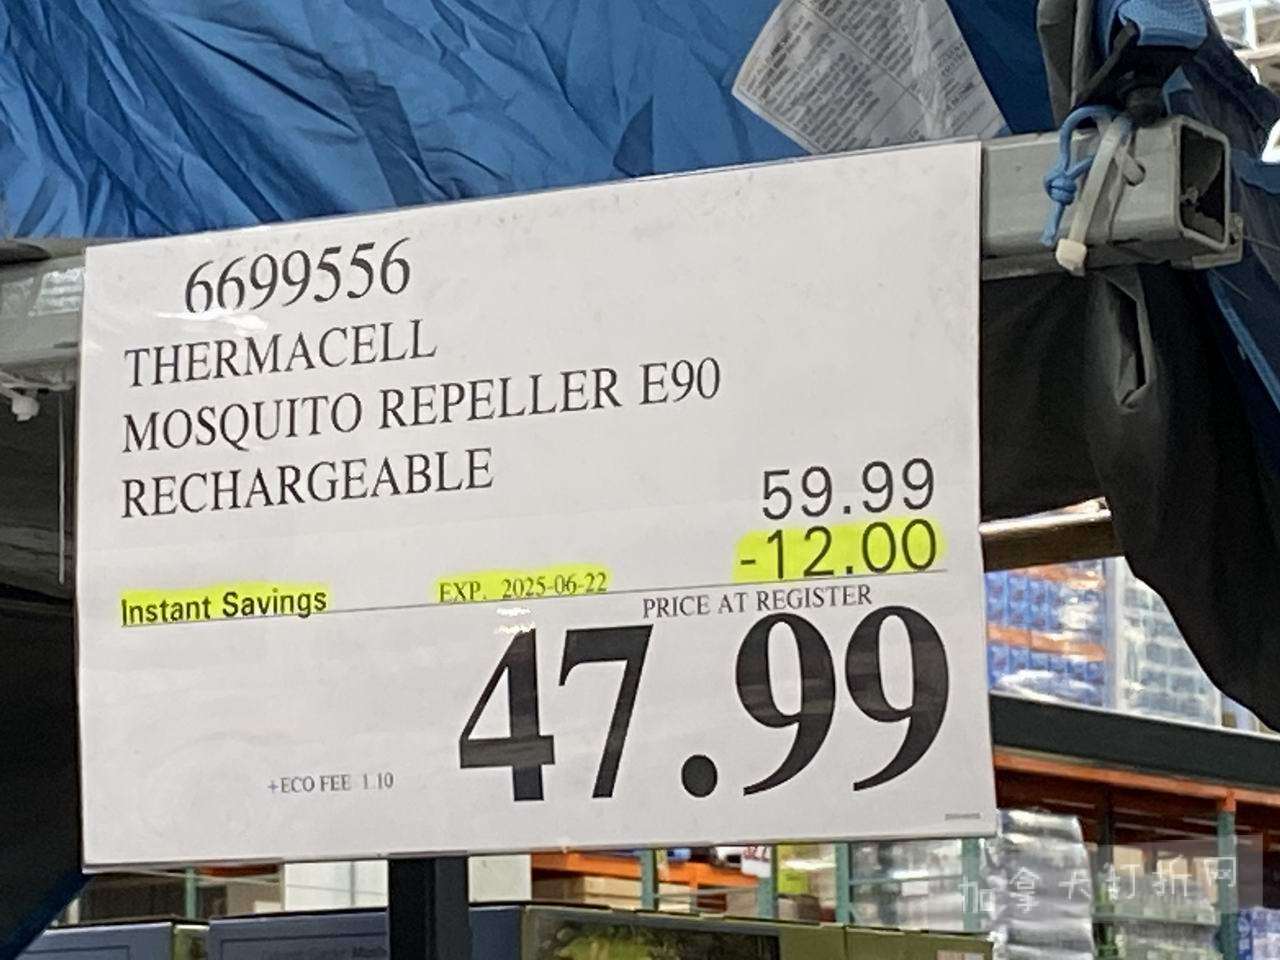 6699556
THERMACELL
MOSQUITO REPELLER E90
RECHARGEABLE
59.99
-12.00
Instant Savings EXP. 2025-06-22
PRICE AT REGISTER
47.99
+ECO FEE 1.10
加拿大打折网